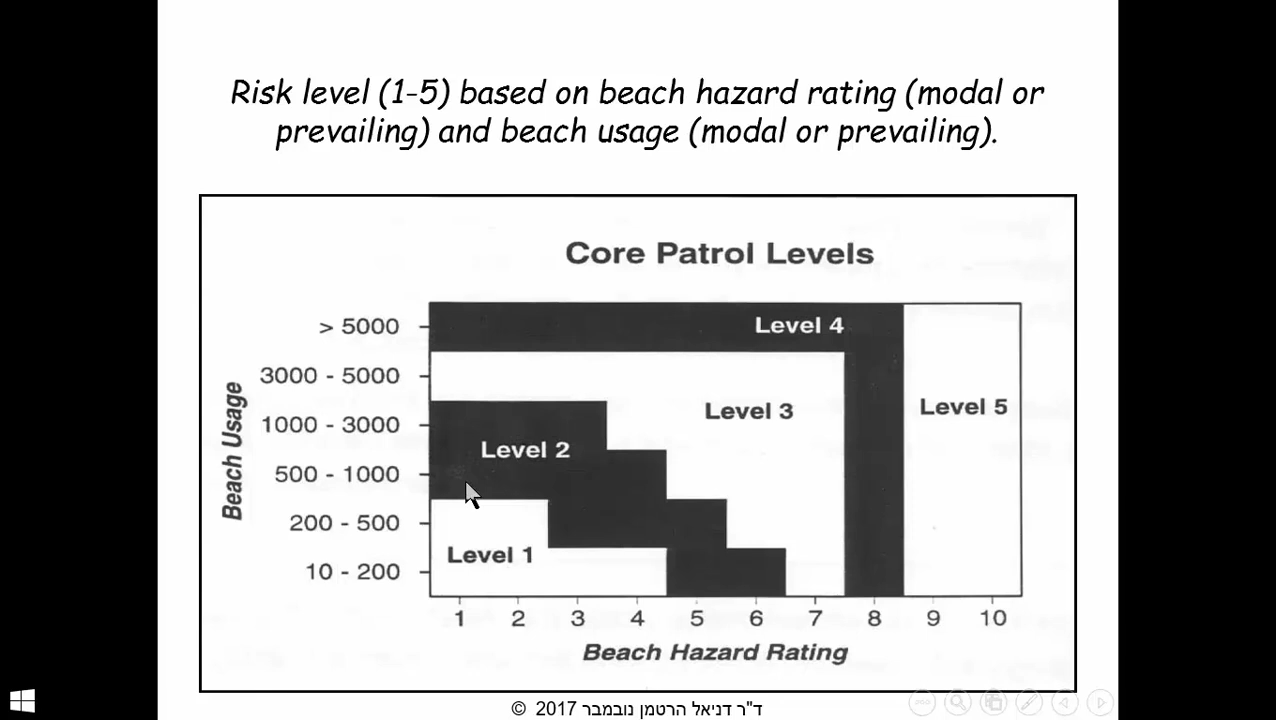 Risk level (1-5) based on beach hazard rating (modal or
prevailing) and beach usage (modal or prevailing).
Core Patrol Levels
Beach Usage
> 5000
3000 - 5000
1000 - 3000
500 - 1000
200 - 500
10 - 200
Level 4
Level 3
Level 5
Level 2
Level 1
1 2 3 4 5 6 7 8 9 10
Beach Hazard Rating
ד"ר דניאל הרטמן נובמבר 2017 ©